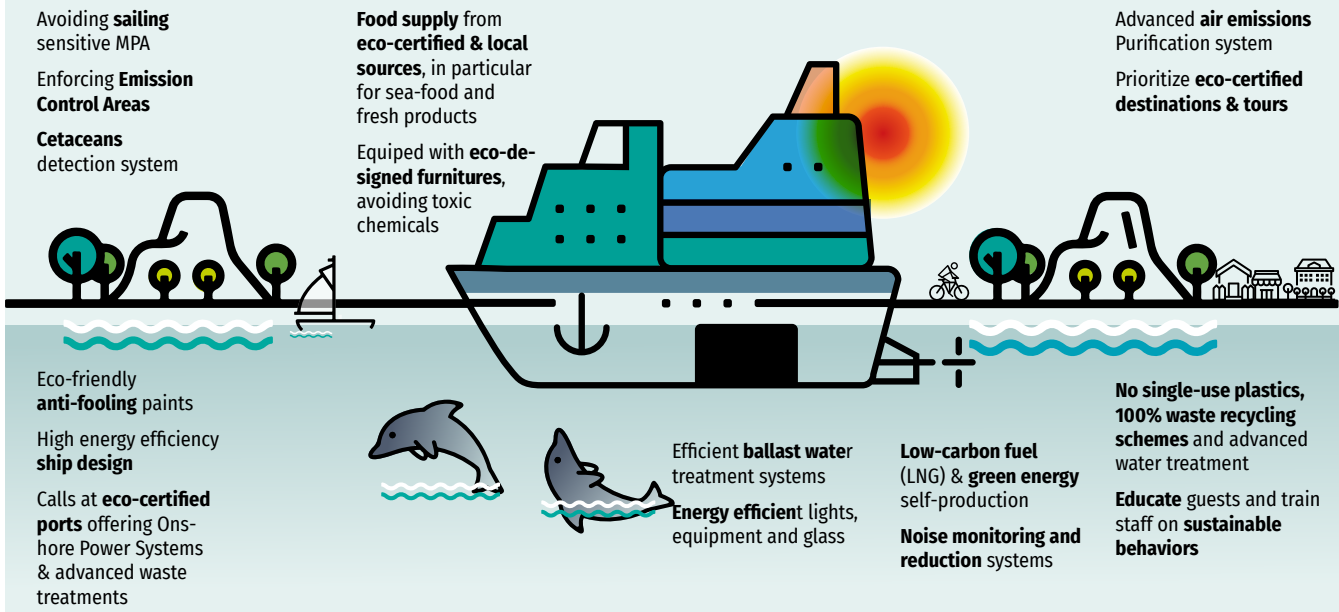 Avoiding sailing
sensitive MPA
Enforcing Emission
Control Areas
Cetaceans
detection system
Food supply from
eco-certified & local
sources, in particular
for sea-food and
fresh products
Equiped with eco-de-
signed furnitures,
avoiding toxic
chemicals
Advanced air emissions
Purification system
Prioritize eco-certified
destinations & tours
Eco-friendly
anti-fooling paints
High energy efficiency
ship design
Calls at eco-certified
ports offering Ons-
hore Power Systems
& advanced waste
treatments
Efficient ballast water
treatment systems
Energy efficient lights,
equipment and glass
Low-carbon fuel
(LNG) & green energy
self-production
Noise monitoring and
reduction systems
No single-use plastics,
100% waste recycling
schemes and advanced
water treatment
Educate guests and train
staff on sustainable
behaviors